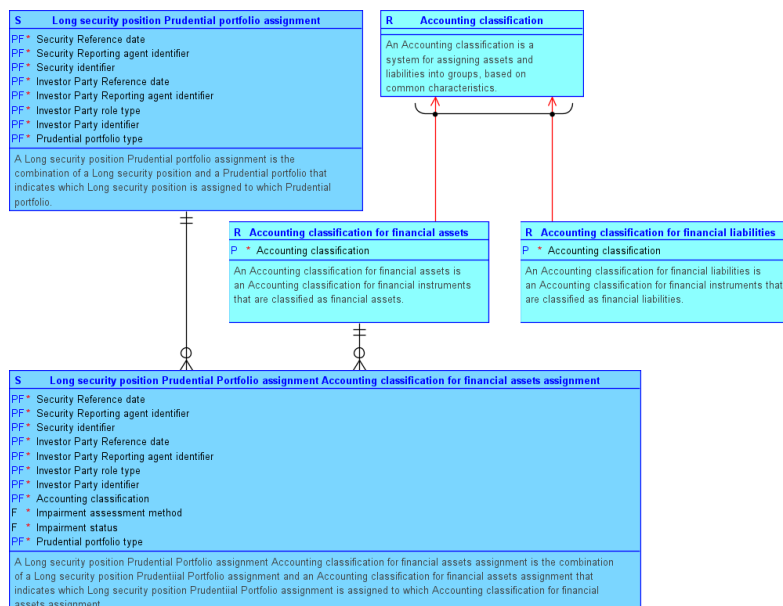 S Long security position Prudential portfolio assignment
PF * Security Reference date
PF * Security Reporting agent identifier
PF * Security identifier
PF * Investor Party Reference date
PF * Investor Party Reporting agent identifier
PF * Investor Party role type
PF * Investor Party identifier
PF * Prudential portfolio type
A Long security position Prudential portfolio assignment is the
combination of a Long security position and a Prudential portfolio that
indicates which Long security position is assigned to which Prudential
portfolio.
R Accounting classification
An Accounting classification is a
system for assigning assets and
liabilities into groups, based on
common characteristics.
R Accounting classification for financial assets
P * Accounting classification
An Accounting classification for financial assets is
an Accounting classification for financial instruments
that are classified as financial assets.
R Accounting classification for financial liabilities
P * Accounting classification
An Accounting classification for financial liabilities is
an Accounting classification for financial instruments that
are classified as financial liabilities.
S Long security position Prudential Portfolio assignment Accounting classification for financial assets assignment
PF * Security Reference date
PF * Security Reporting agent identifier
PF * Security identifier
PF * Investor Party Reference date
PF * Investor Party Reporting agent identifier
PF * Investor Party role type
PF * Investor Party identifier
PF * Accounting classification
F * Impairment assessment method
F * Impairment status
PF * Prudential portfolio type
A Long security position Prudential Portfolio assignment Accounting classification for financial assets assignment is the combination
of a Long security position Prudentiial Portfolio assignment and an Accounting classification for financial assets assignment that
indicates which Long security position Prudentiial Portfolio assignment is assigned to which Accounting classification for financial
assets assignment